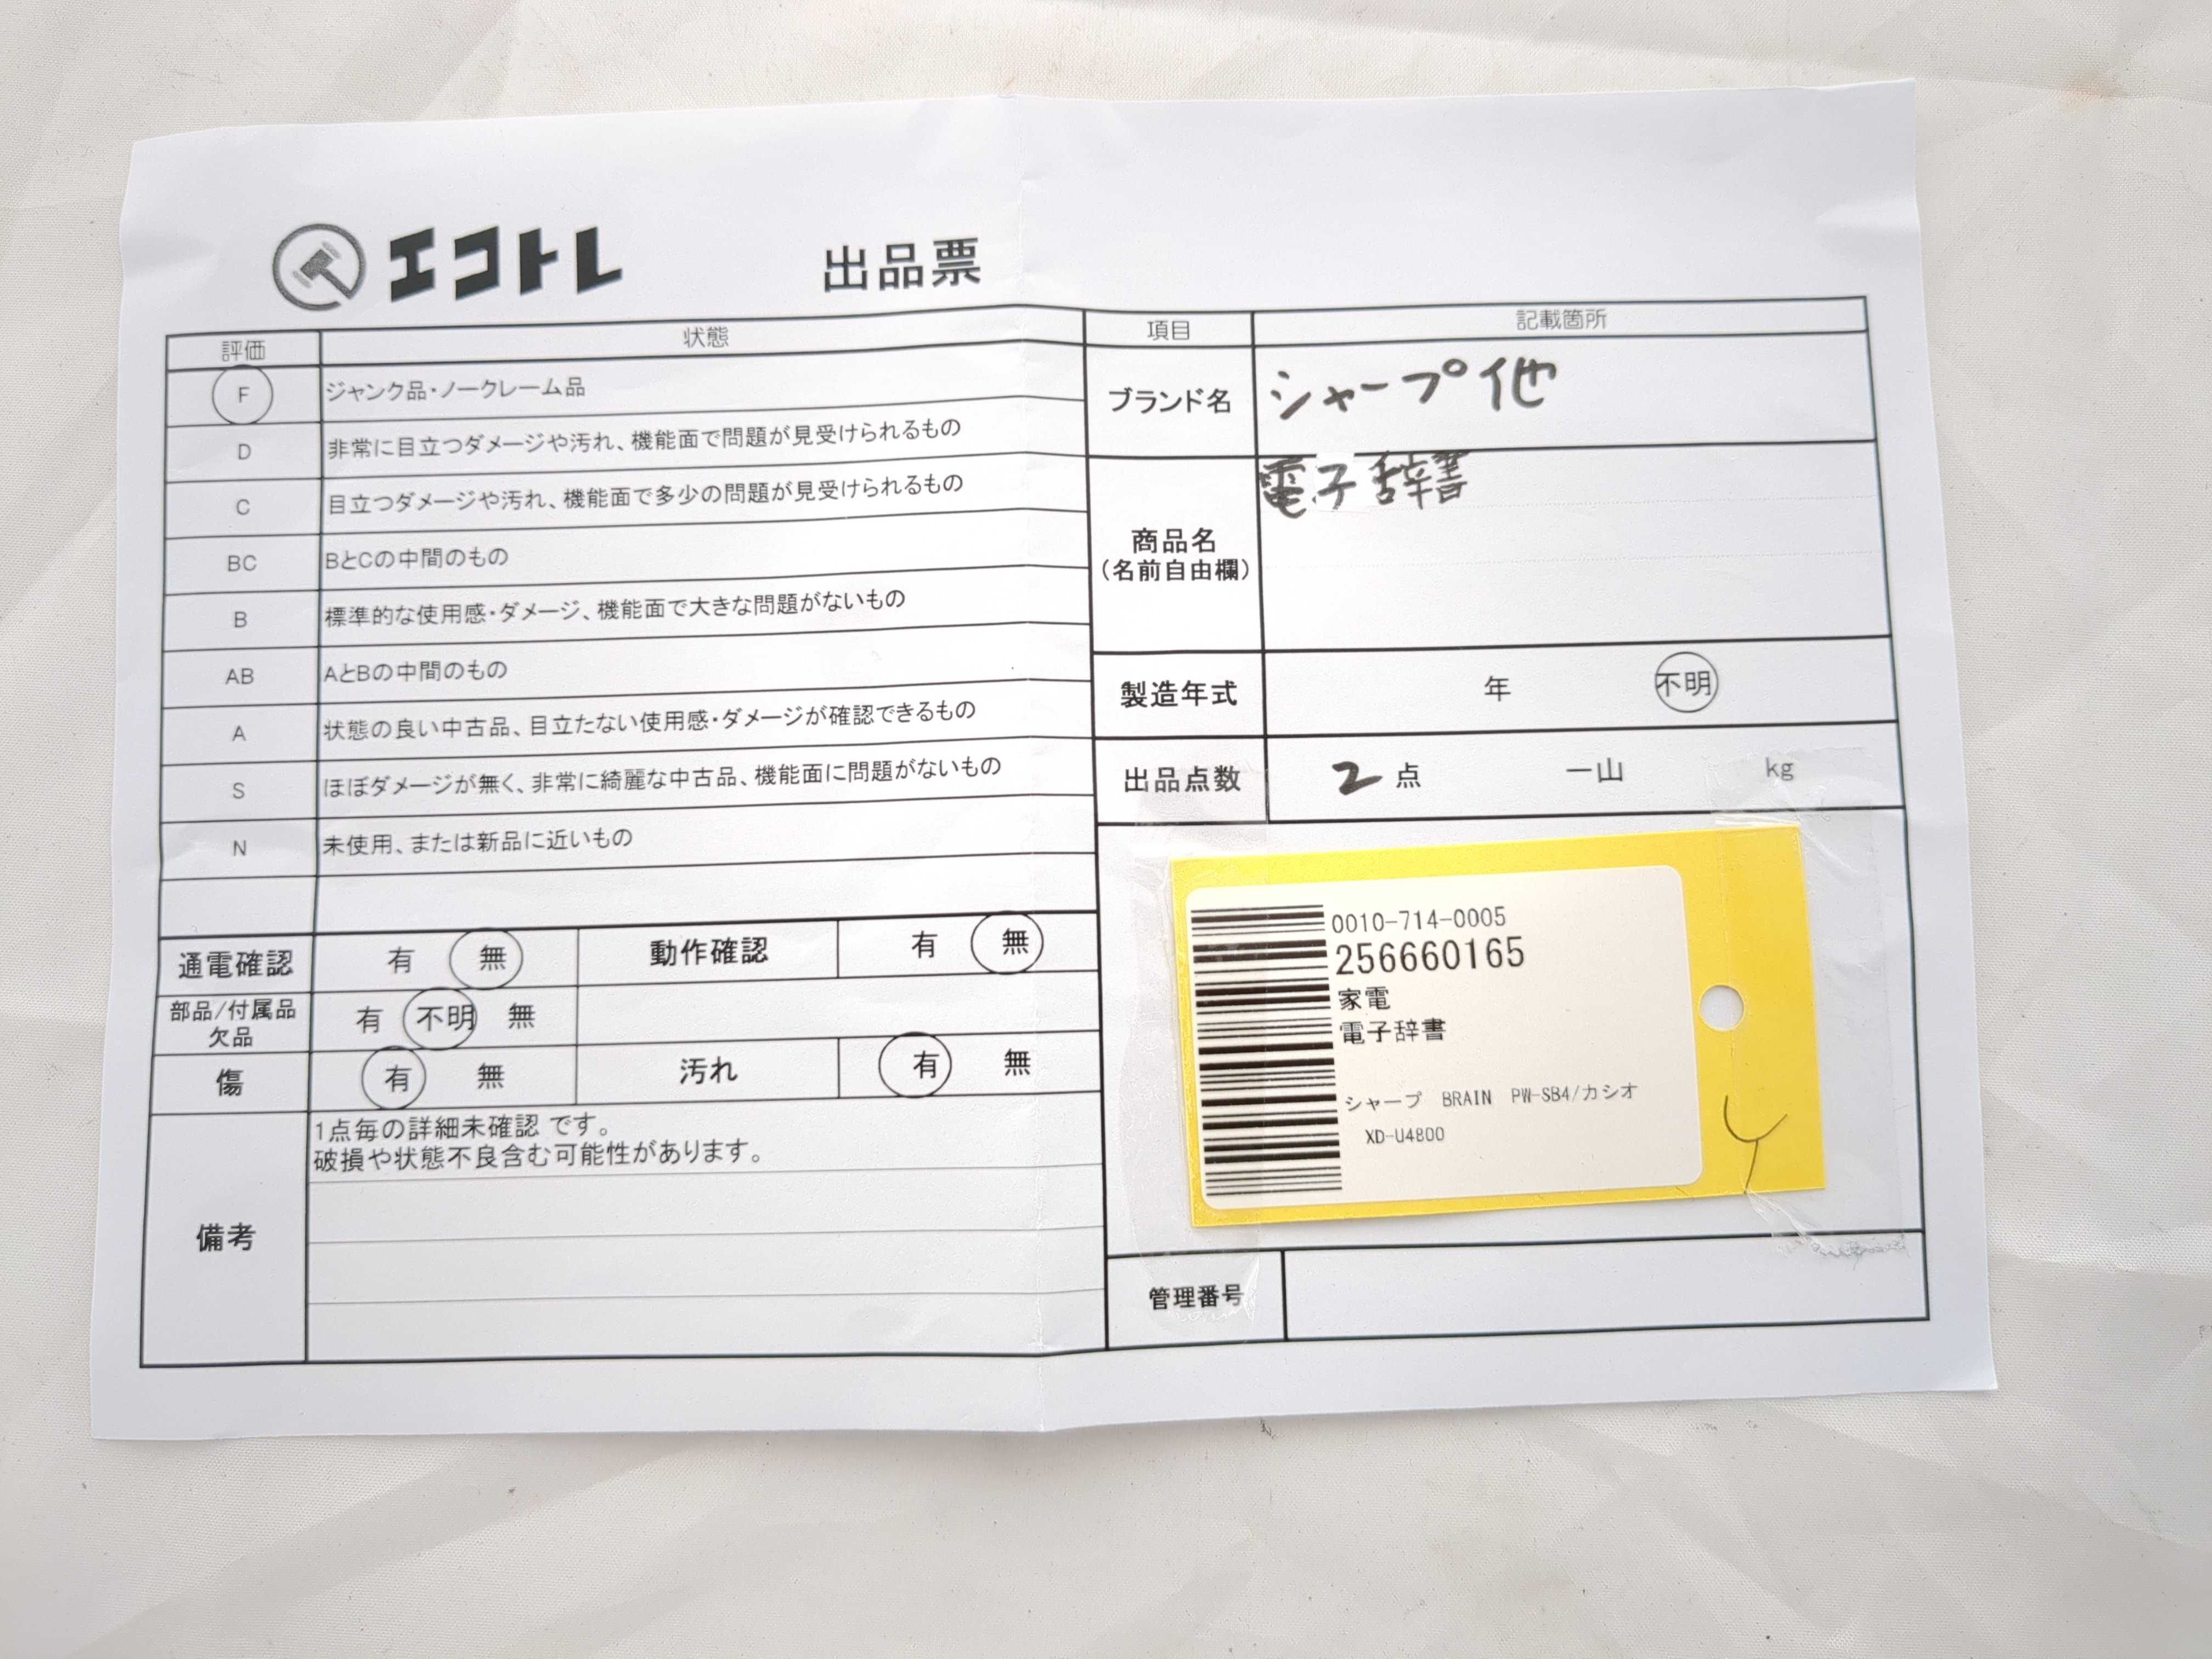 エコトレ
出品票
評価 状態
F ジャンク品・ノークレーム品
D 非常に目立つダメージや汚れ、機能面で問題が見受けられるもの
C 目立つダメージや汚れ、機能面で多少の問題が見受けられるもの
BC BとCの中間のもの
B 標準的な使用感・ダメージ、機能面で大きな問題がないもの
AB AとBの中間のもの
A 状態の良い中古品、目立たない使用感・ダメージが確認できるもの
S ほぼダメージが無く、非常に綺麗な中古品、機能面に問題がないもの
N 未使用、または新品に近いもの
通電確認 有 無 動作確認 有 無
部品/付属品
欠品 有 不明 無
傷 有 無 汚れ 有 無
備考
1点毎の詳細未確認 です。
破損や状態不良含む可能性があります。
項目 記載箇所
ブランド名 シャープ他
商品名
(名前自由欄)
電子辞書
製造年式 年 不明
出品点数 2 点 一山 kg
0010-714-0005
256660165
家電
電子辞書
シャープ BRAIN PW-SB4/カシオ
XD-U4800
管理番号